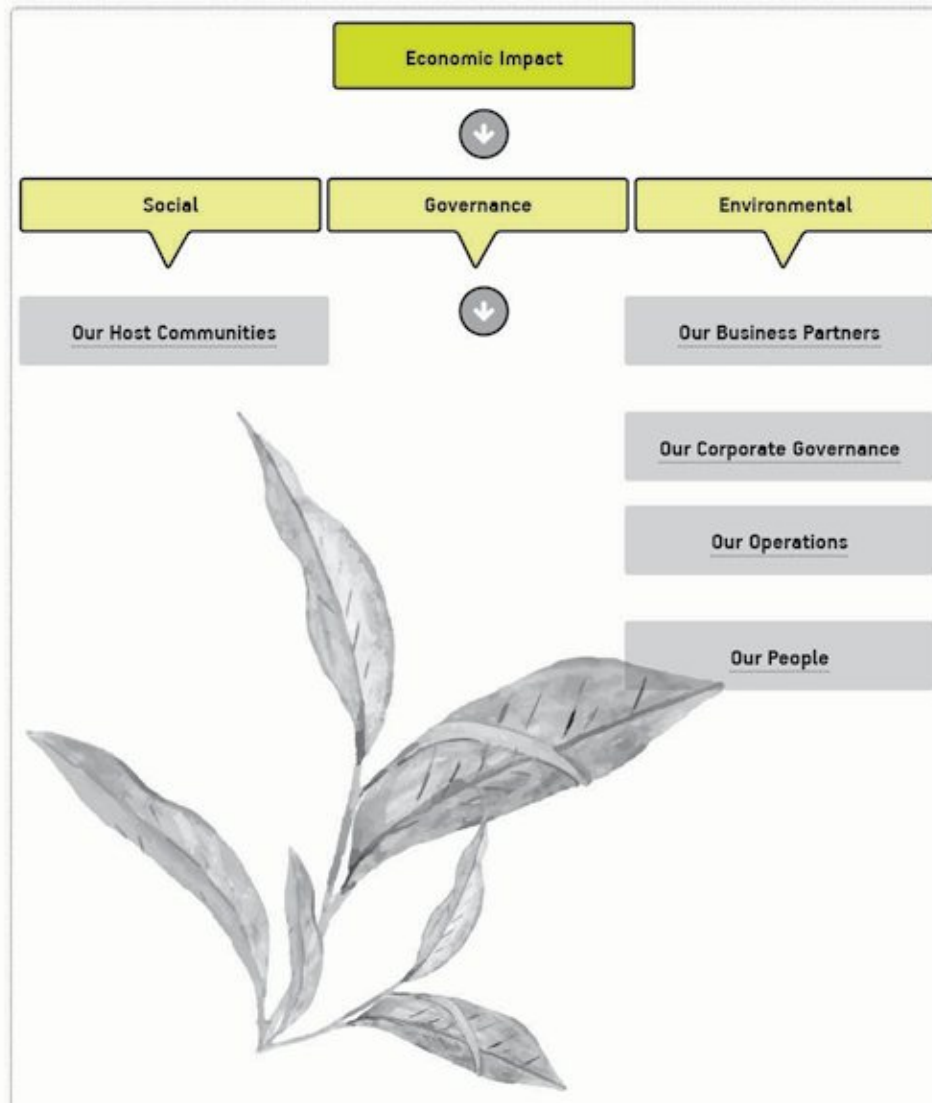 Economic Impact
Social
Governance
Environmental
Our Host Communities
Our Business Partners
Our Corporate Governance
Our Operations
Our People